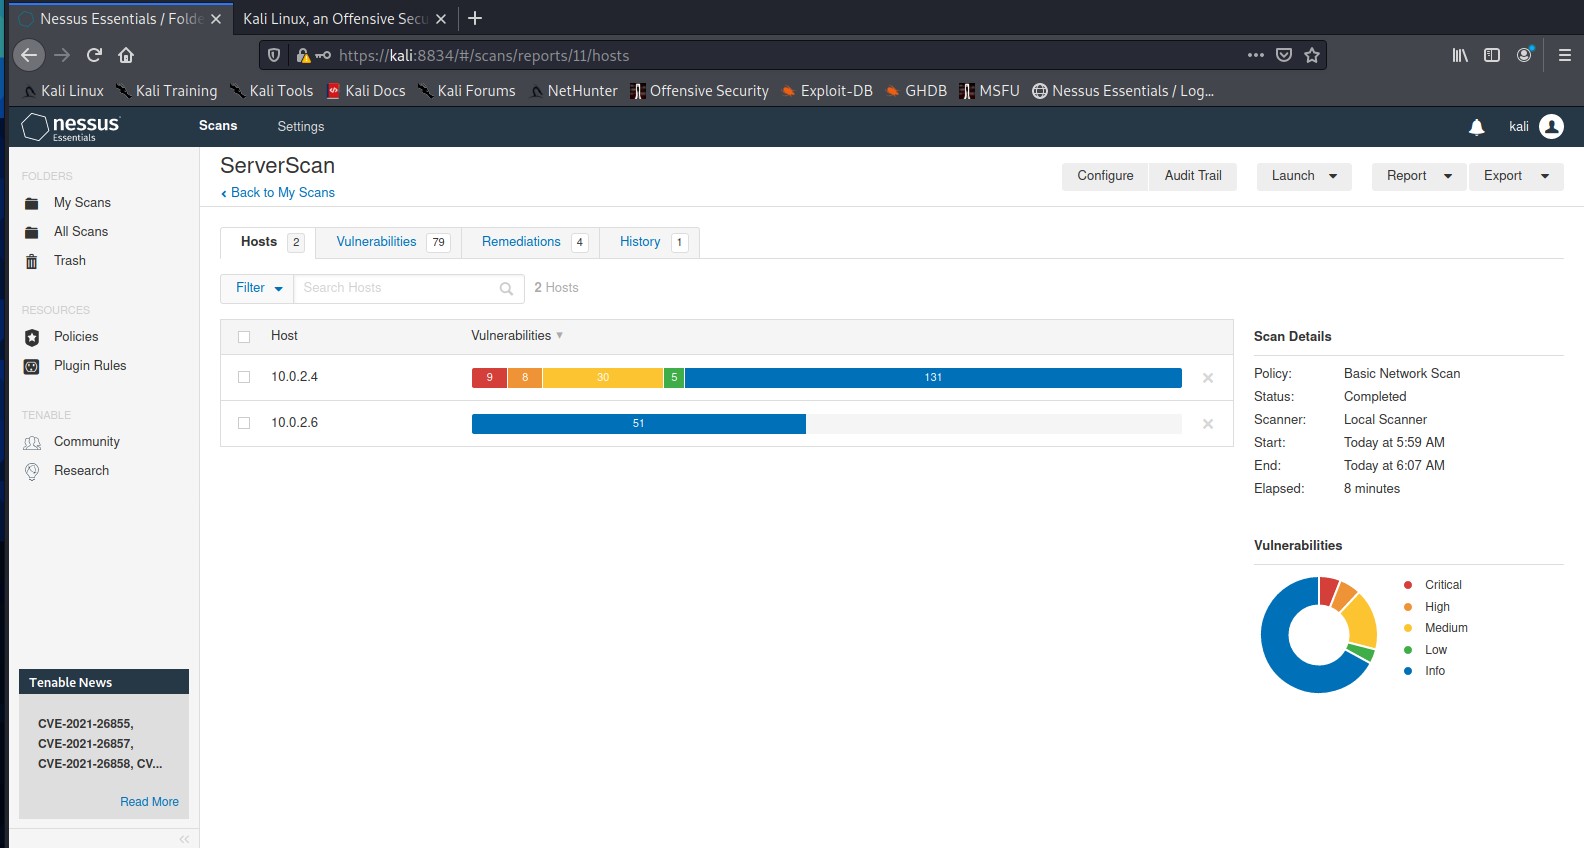 Nessus Essentials / Folde
Kali Linux, an Offensive Secu
https://kali:8834/#/scans/reports/11/hosts
Kali Linux Kali Training Kali Tools Kali Docs Kali Forums NetHunter Offensive Security Exploit-DB GHDB MSFU Nessus Essentials / Log...
nessus
Essentials
Scans Settings kali
FOLDERS
My Scans
All Scans
Trash
RESOURCES
Policies
Plugin Rules
TENABLE
Community
Research
Tenable News
CVE-2021-26855,
CVE-2021-26857,
CVE-2021-26858, CV...
Read More
ServerScan
Back to My Scans
Configure Audit Trail Launch Report Export
Hosts 2 Vulnerabilities 79 Remediations 4 History 1
Filter Search Hosts 2 Hosts
Host Vulnerabilities
10.0.2.4 9 8 30 5 131
10.0.2.6 51
Scan Details
Policy: Basic Network Scan
Status: Completed
Scanner: Local Scanner
Start: Today at 5:59 AM
End: Today at 6:07 AM
Elapsed: 8 minutes
Vulnerabilities
Critical
High
Medium
Low
Info